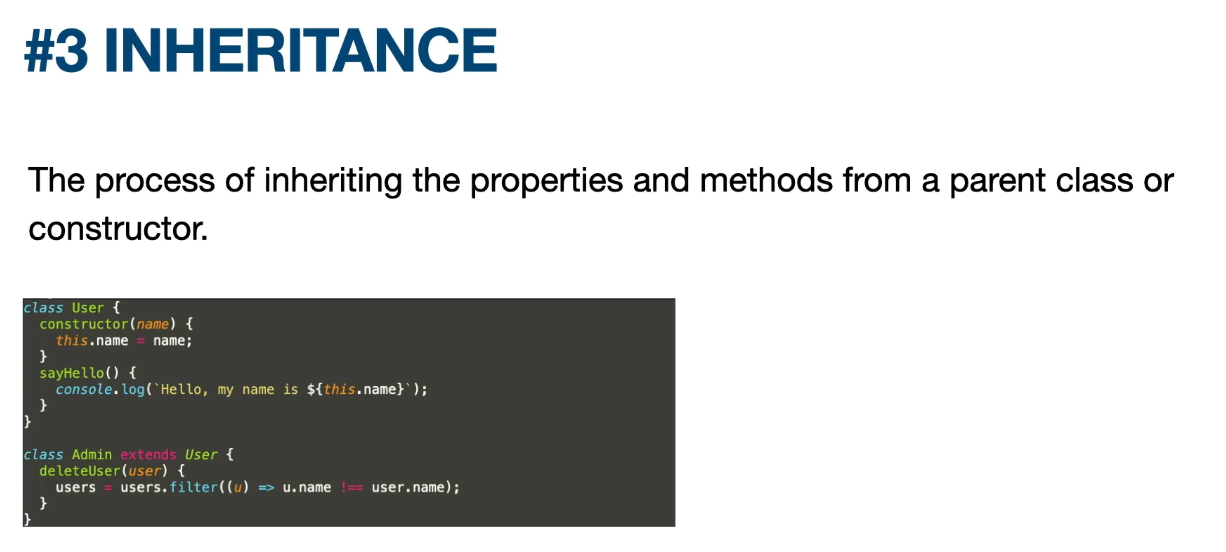 #3 INHERITANCE
The process of inheriting the properties and methods from a parent class or
constructor.
class User {
  constructor(name) {
    this.name = name;
  }
  sayHello() {
    console.log(`Hello, my name is ${this.name}`);
  }
}
class Admin extends User {
  deleteUser(user) {
    users = users.filter((u) => u.name !== user.name);
  }
}